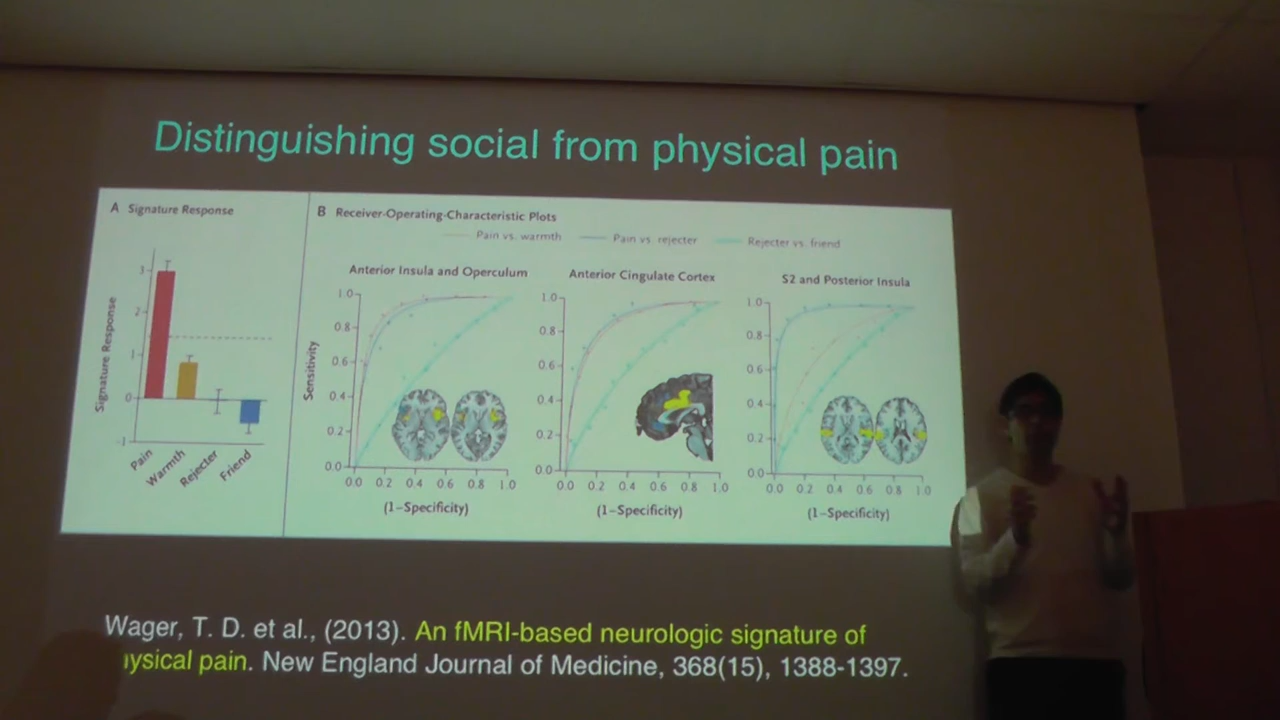 Distinguishing social from physical pain
A Signature Response
Signature Response
3
2
1
0
-1
Pain
Warmth
Rejecter
Friend
B Receiver-Operating-Characteristic Plots
Pain vs. warmth Pain vs. rejecter Rejecter vs. friend
Anterior Insula and Operculum
Sensitivity
1.0
0.8
0.6
0.4
0.2
0.0
0.0 0.2 0.4 0.6 0.8 1.0
(1-Specificity)
Anterior Cingulate Cortex
1.0
0.8
0.6
0.4
0.2
0.0
0.0 0.2 0.4 0.6 0.8 1.0
(1-Specificity)
S2 and Posterior Insula
1.0
0.8
0.6
0.4
0.2
0.0
0.0 0.2 0.4 0.6 0.8 1.0
(1-Specificity)
Wager, T. D. et al., (2013). An fMRI-based neurologic signature of
ysical pain. New England Journal of Medicine, 368(15), 1388-1397.